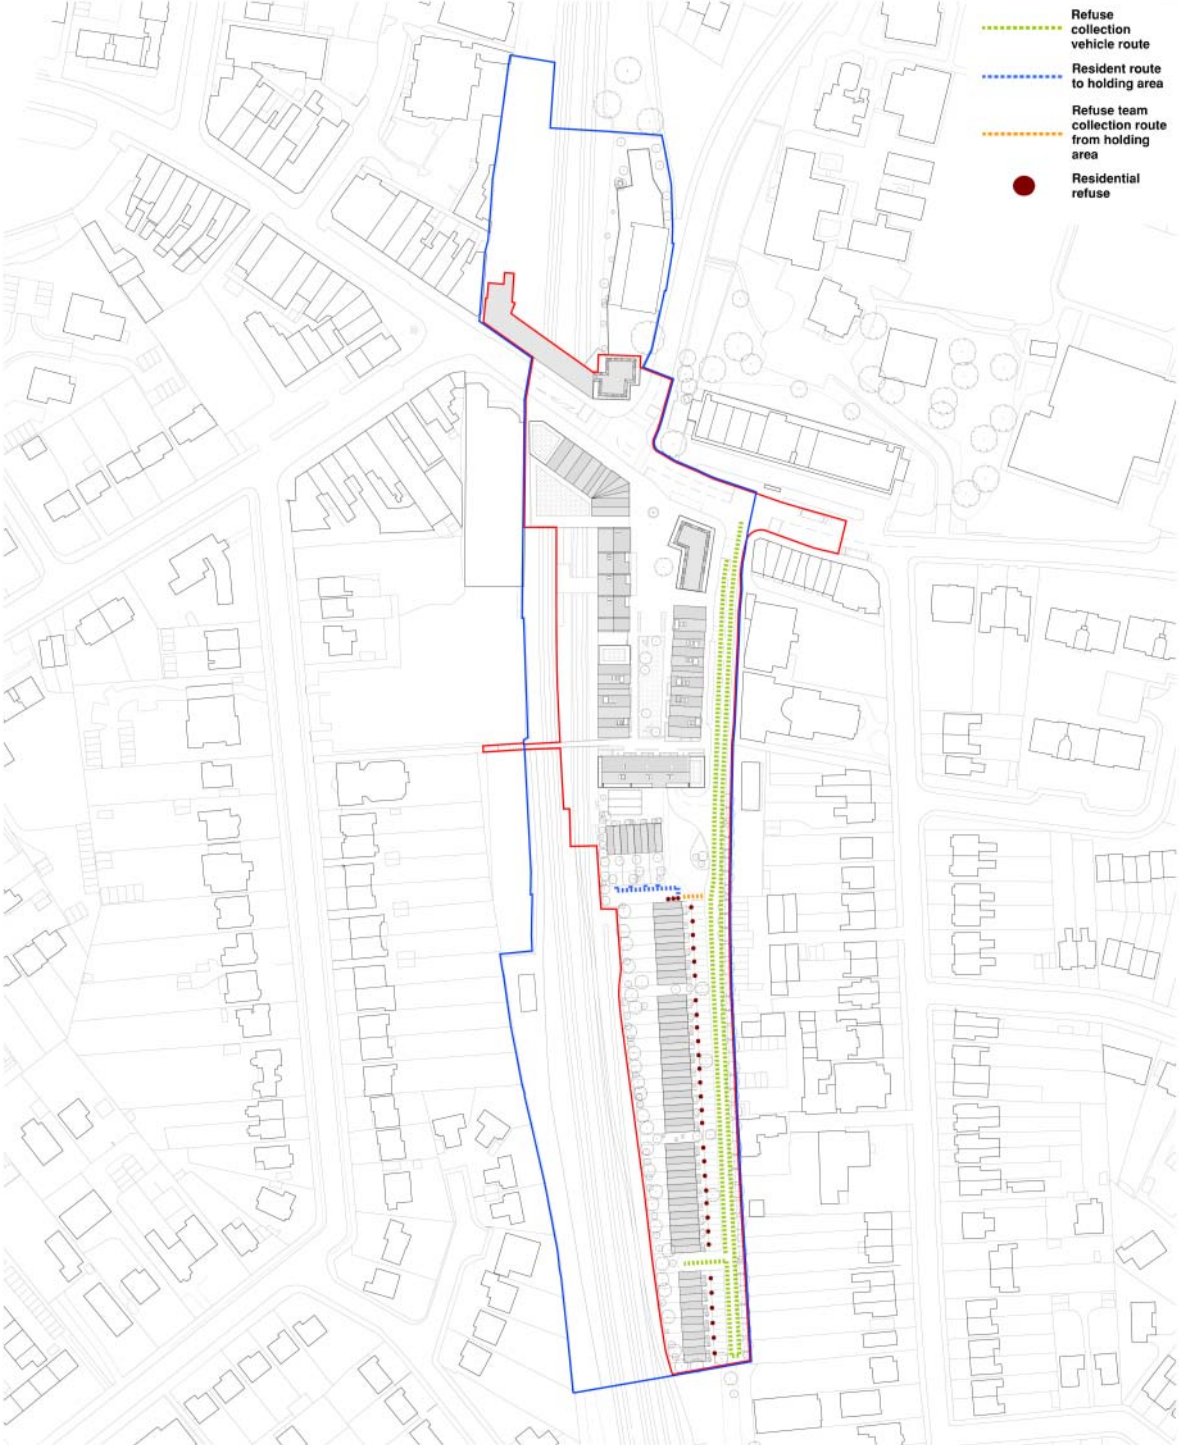 Refuse
collection
vehicle route
Resident route
to holding area
Refuse team
collection route
from holding
area
Residential
refuse